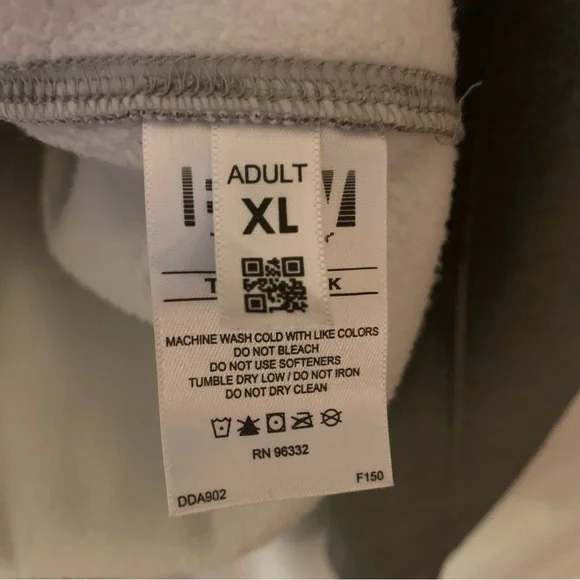 ADULT
XL
T K
MACHINE WASH COLD WITH LIKE COLORS
DO NOT BLEACH
DO NOT USE SOFTENERS
TUMBLE DRY LOW / DO NOT IRON
DO NOT DRY CLEAN
RN 96332
DDA902
F150